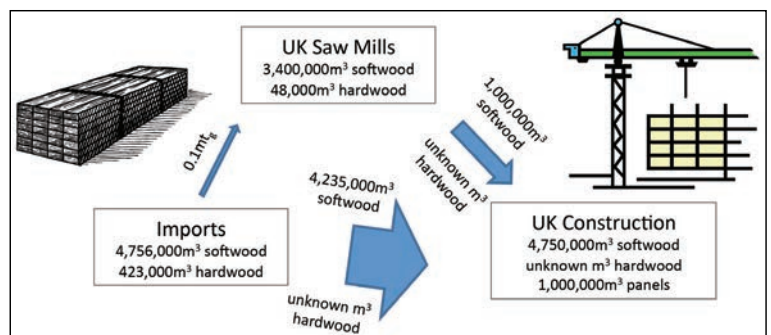 UK Saw Mills
3,400,000m³ softwood
48,000m³ hardwood
0.1mtg
1,000,000m³
softwood
unknown m³
hardwood
4,235,000m³
softwood
Imports
4,756,000m³ softwood
423,000m³ hardwood
unknown m³
hardwood
UK Construction
4,750,000m³ softwood
unknown m³ hardwood
1,000,000m³ panels